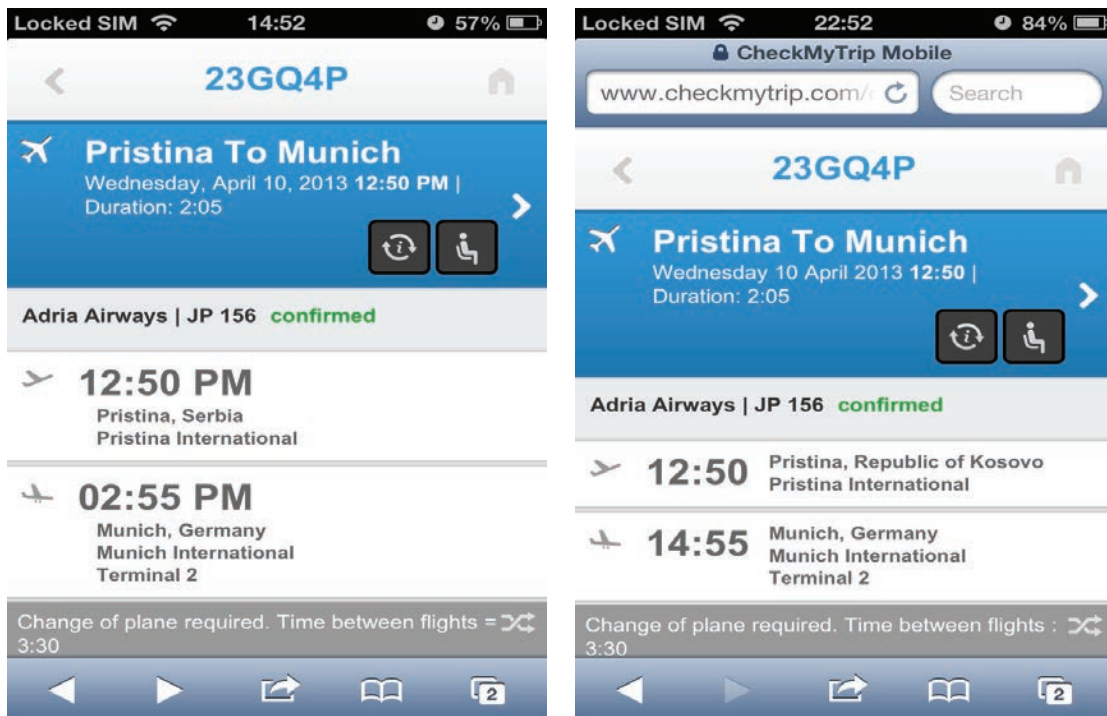 Locked SIM 14:52 57%
23GQ4P
Pristina To Munich
Wednesday, April 10, 2013 12:50 PM |
Duration: 2:05
Adria Airways | JP 156 confirmed
12:50 PM
Pristina, Serbia
Pristina International
02:55 PM
Munich, Germany
Munich International
Terminal 2
Change of plane required. Time between flights =
3:30
2
Locked SIM 22:52 84%
CheckMyTrip Mobile
www.checkmytrip.com/ Search
23GQ4P
Pristina To Munich
Wednesday 10 April 2013 12:50 |
Duration: 2:05
Adria Airways | JP 156 confirmed
12:50 Pristina, Republic of Kosovo
Pristina International
14:55 Munich, Germany
Munich International
Terminal 2
Change of plane required. Time between flights :
3:30
2